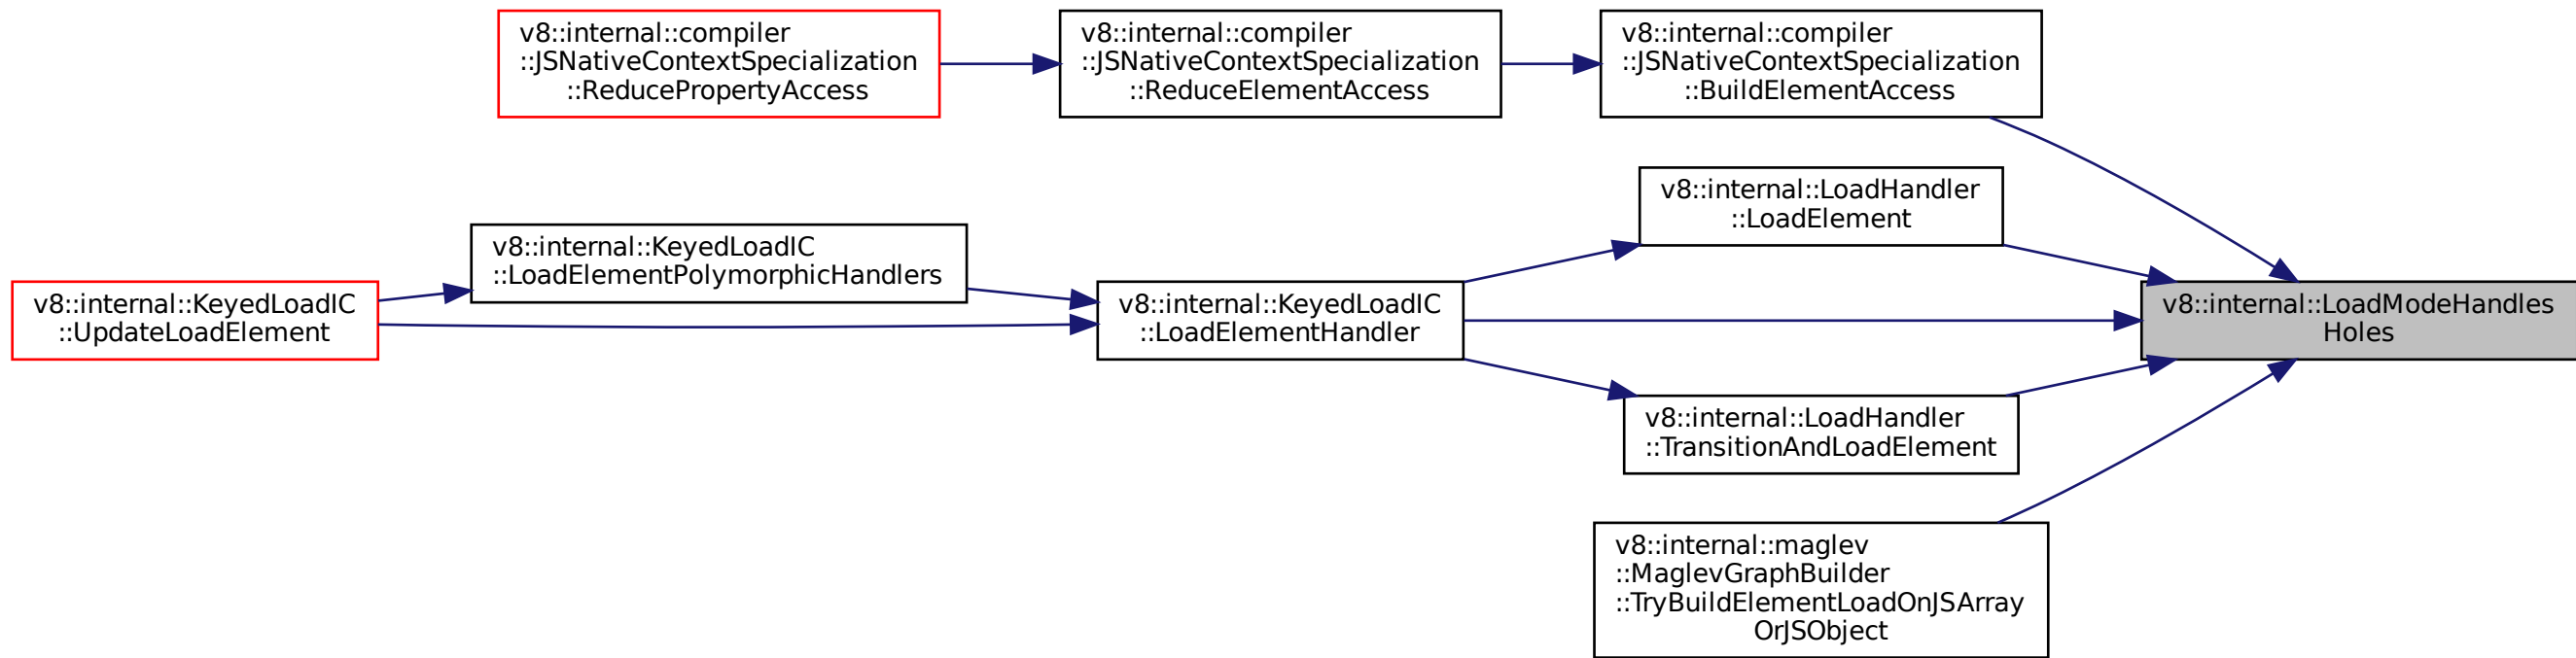 v8::internal::compiler
::JSNativeContextSpecialization
::ReducePropertyAccess
v8::internal::compiler
::JSNativeContextSpecialization
::ReduceElementAccess
v8::internal::compiler
::JSNativeContextSpecialization
::BuildElementAccess
v8::internal::LoadHandler
::LoadElement
v8::internal::KeyedLoadIC
::LoadElementPolymorphicHandlers
v8::internal::KeyedLoadIC
::UpdateLoadElement
v8::internal::KeyedLoadIC
::LoadElementHandler
v8::internal::LoadModeHandles
Holes
v8::internal::LoadHandler
::TransitionAndLoadElement
v8::internal::maglev
::MaglevGraphBuilder
::TryBuildElementLoadOnJSArray
OrJSObject